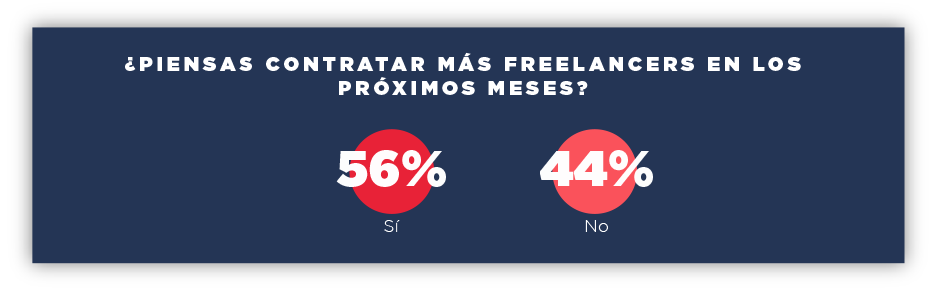 ¿PIENSAS CONTRATAR MÁS FREELANCERS EN LOS
PRÓXIMOS MESES?
56% 44%
Sí No